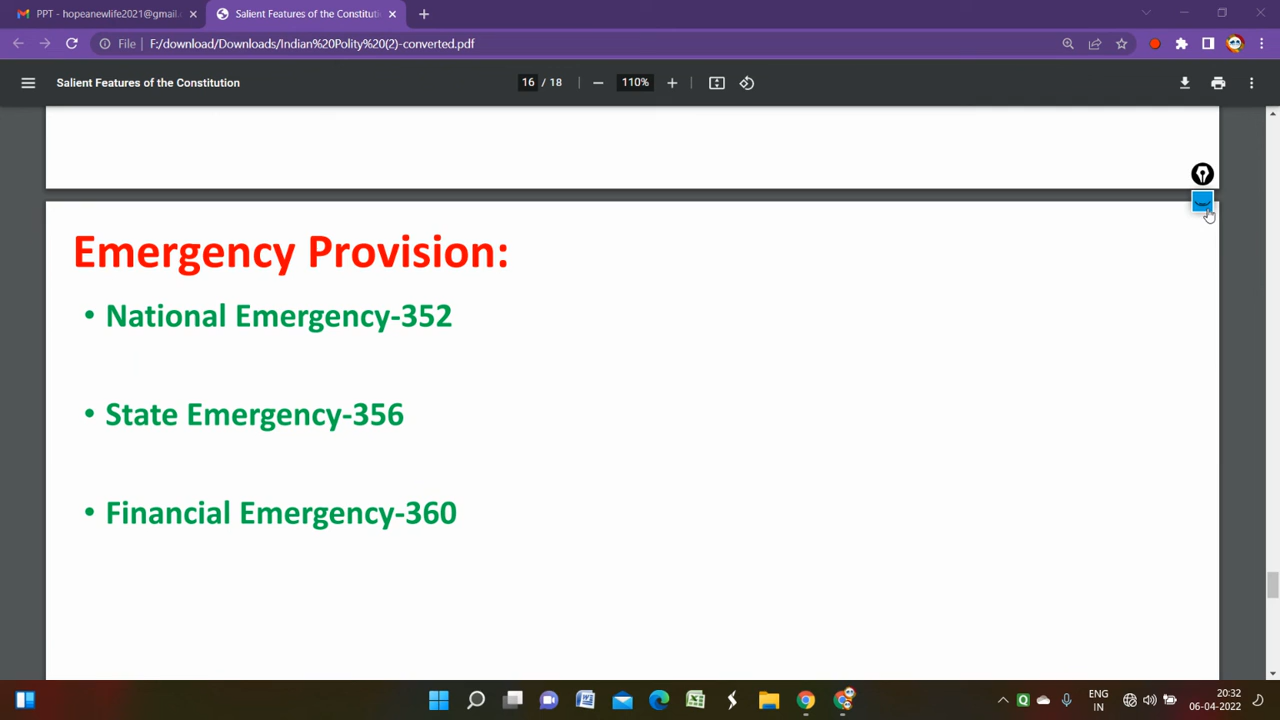 PPT - hopeanewlife2021@gmail.c
Salient Features of the Constitutio
File
F:/download/Downloads/Indian%20Polity%20(2)-converted.pdf
Salient Features of the Constitution
16 / 18
110%
Emergency Provision:
• National Emergency-352
• State Emergency-356
• Financial Emergency-360
ENG
IN
20:32
06-04-2022